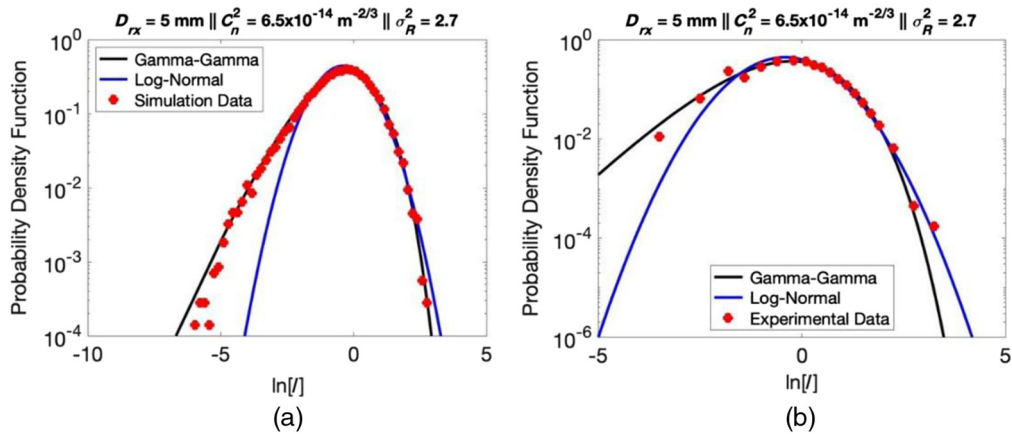 D_rx = 5 mm || C_n^2 = 6.5x10^-14 m^-2/3 || σ_R^2 = 2.7
Probability Density Function
10^0
10^-1
10^-2
10^-3
10^-4
Gamma-Gamma
Log-Normal
Simulation Data
-10
-5
0
5
ln[I]
(a)
D_rx = 5 mm || C_n^2 = 6.5x10^-14 m^-2/3 || σ_R^2 = 2.7
Probability Density Function
10^0
10^-2
10^-4
10^-6
Gamma-Gamma
Log-Normal
Experimental Data
-5
0
5
ln[I]
(b)